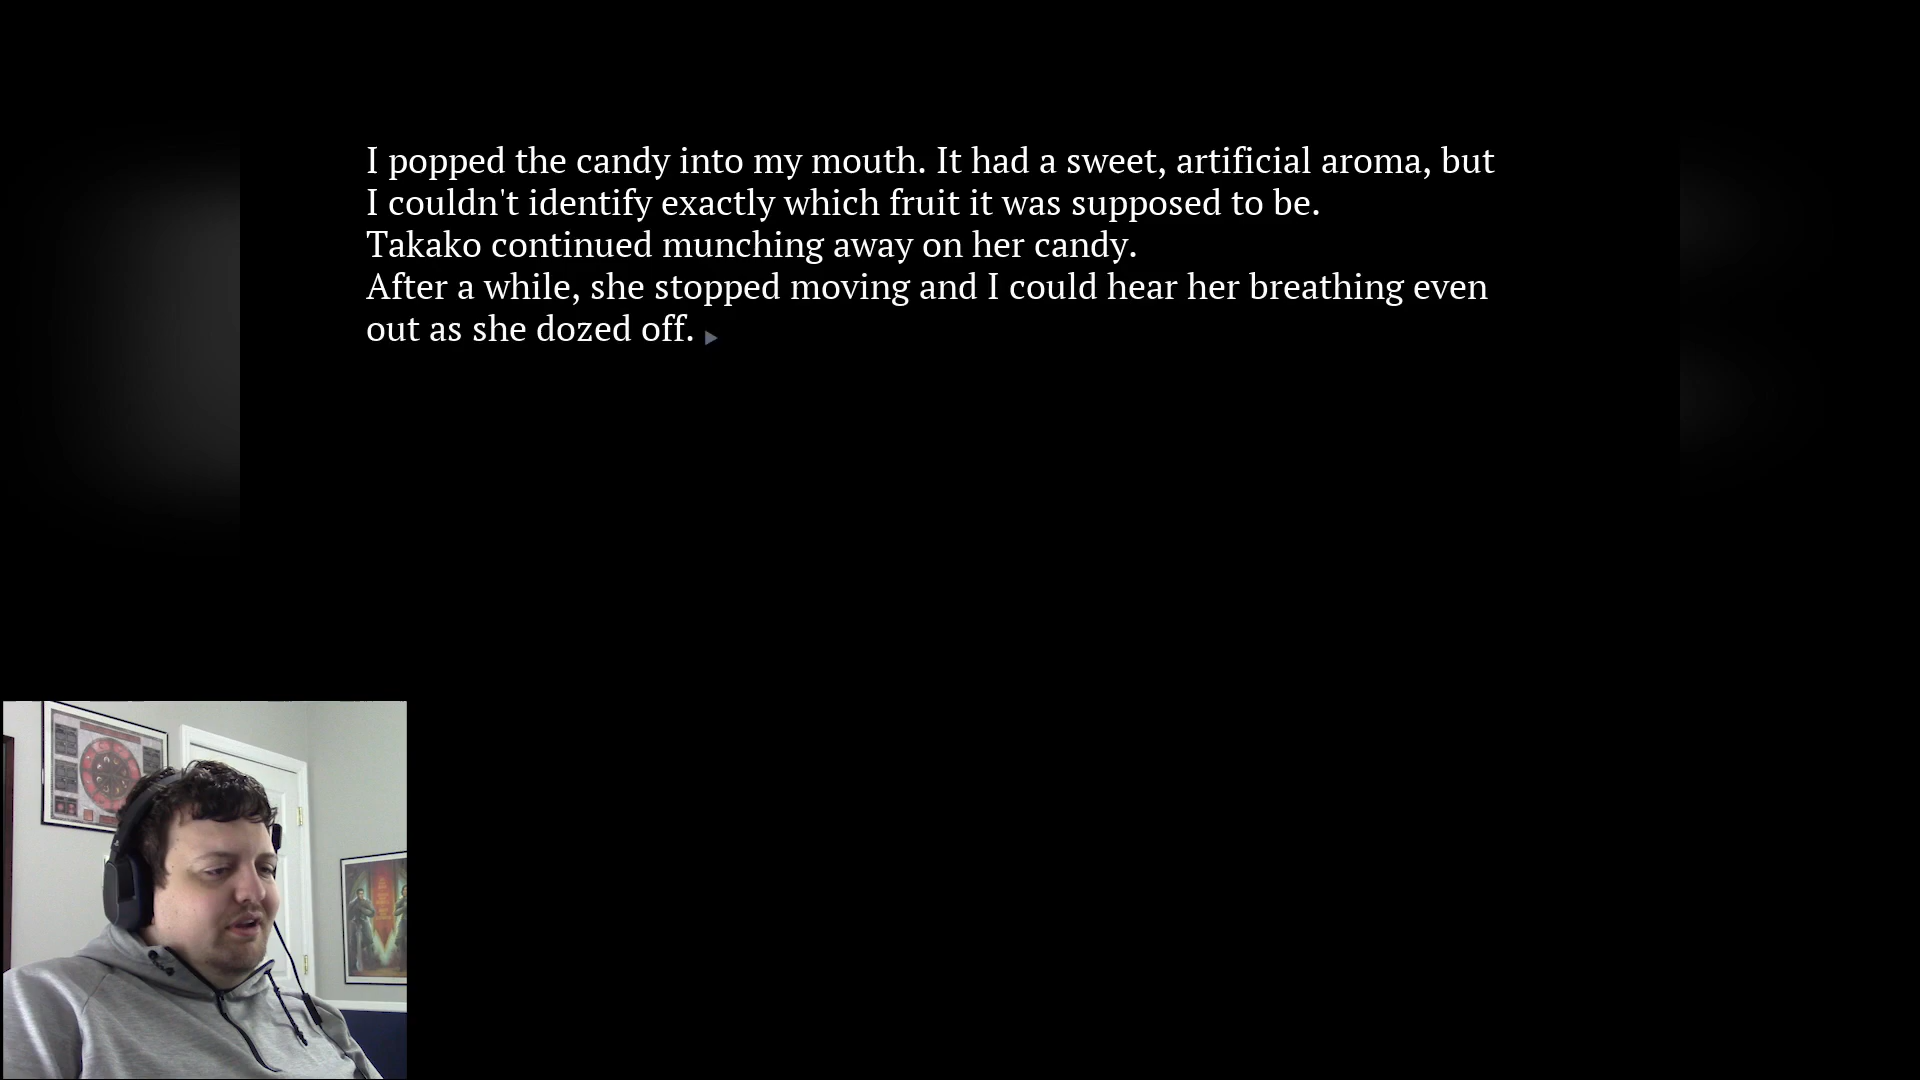 I popped the candy into my mouth. It had a sweet, artificial aroma, but
I couldn't identify exactly which fruit it was supposed to be.
Takako continued munching away on her candy.
After a while, she stopped moving and I could hear her breathing even
out as she dozed off.